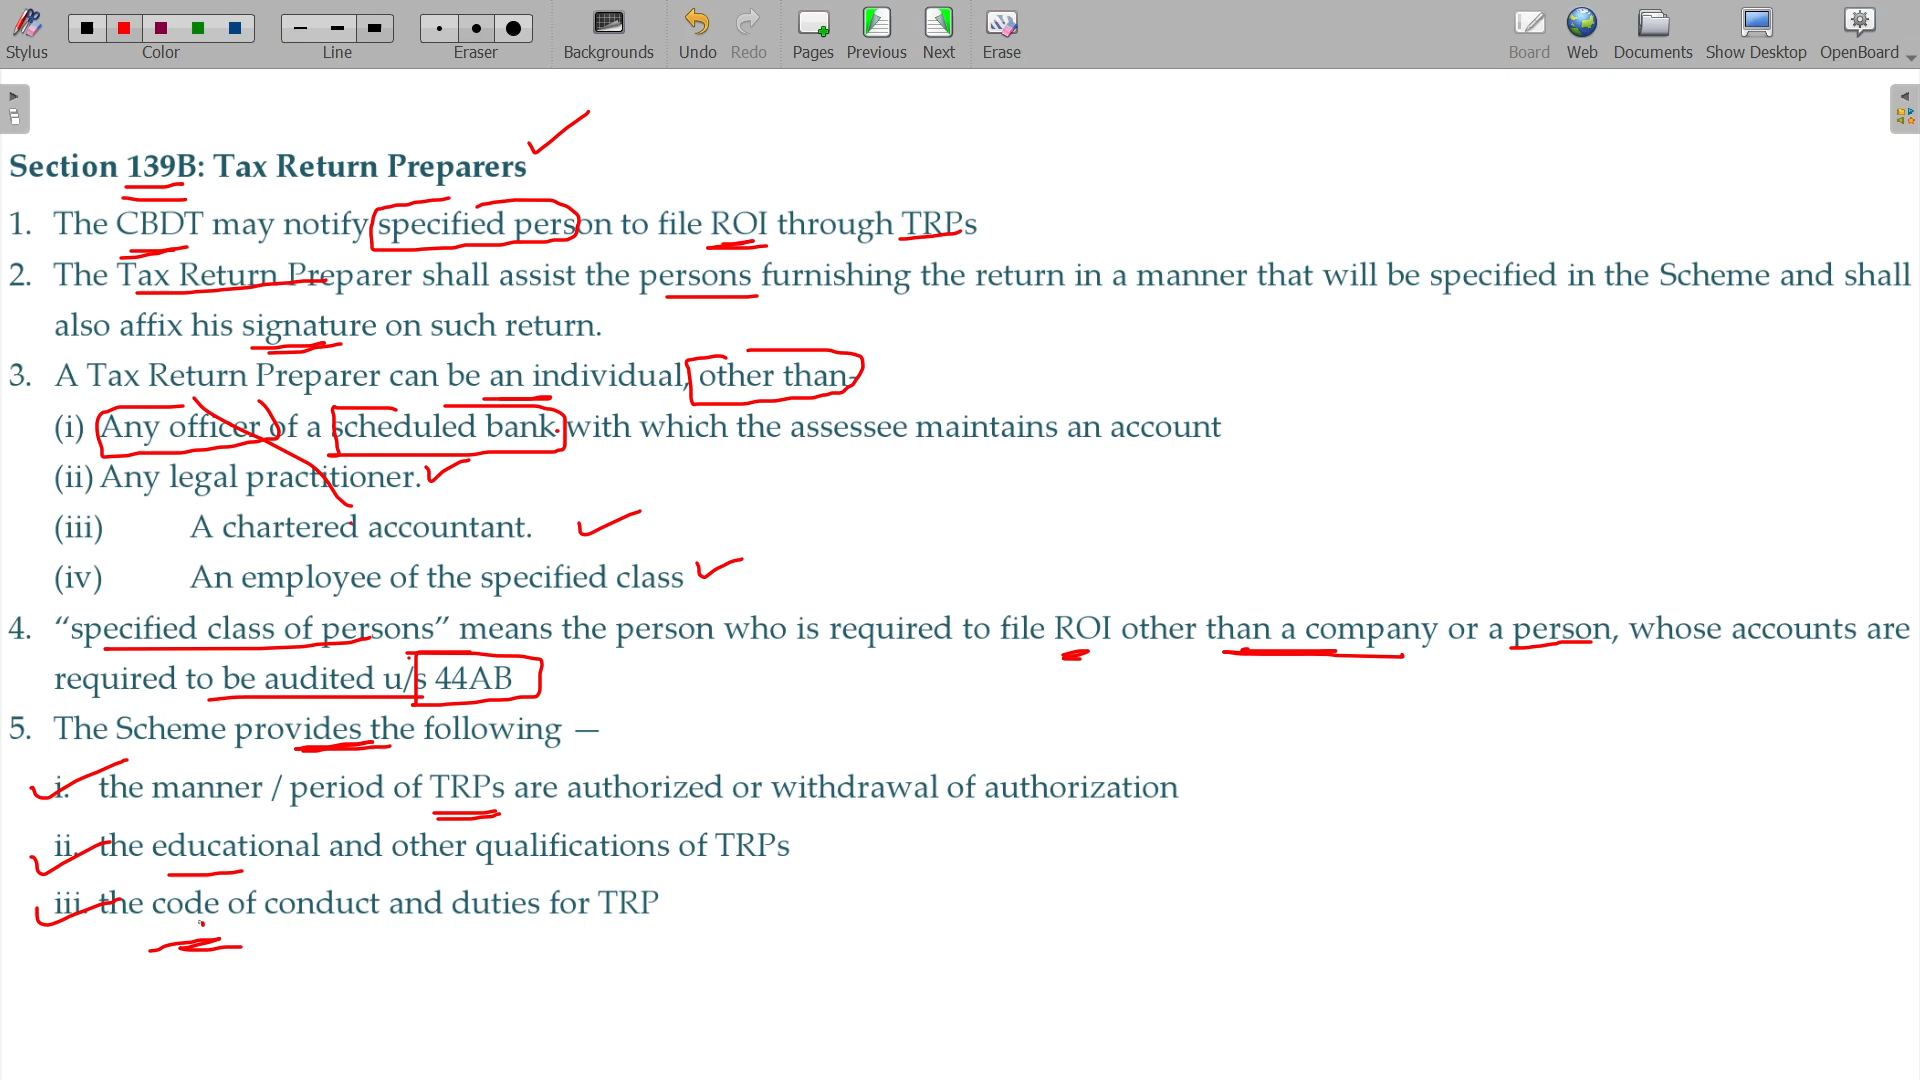 Stylus
Color
Line
Eraser
Backgrounds
Undo
Redo
Pages
Previous
Next
Erase
Board
Web
Documents
Show Desktop
OpenBoard
Section 139B: Tax Return Preparers
1. The CBDT may notify specified person to file ROI through TRPs
2. The Tax Return Preparer shall assist the persons furnishing the return in a manner that will be specified in the Scheme and shall
also affix his signature on such return.
3. A Tax Return Preparer can be an individual, other than-
(i) Any officer of a scheduled bank with which the assessee maintains an account
(ii) Any legal practitioner.
(iii) A chartered accountant.
(iv) An employee of the specified class
4. “specified class of persons” means the person who is required to file ROI other than a company or a person, whose accounts are
required to be audited u/s 44AB
5. The Scheme provides the following —
i. the manner / period of TRPs are authorized or withdrawal of authorization
ii. the educational and other qualifications of TRPs
iii. the code of conduct and duties for TRP